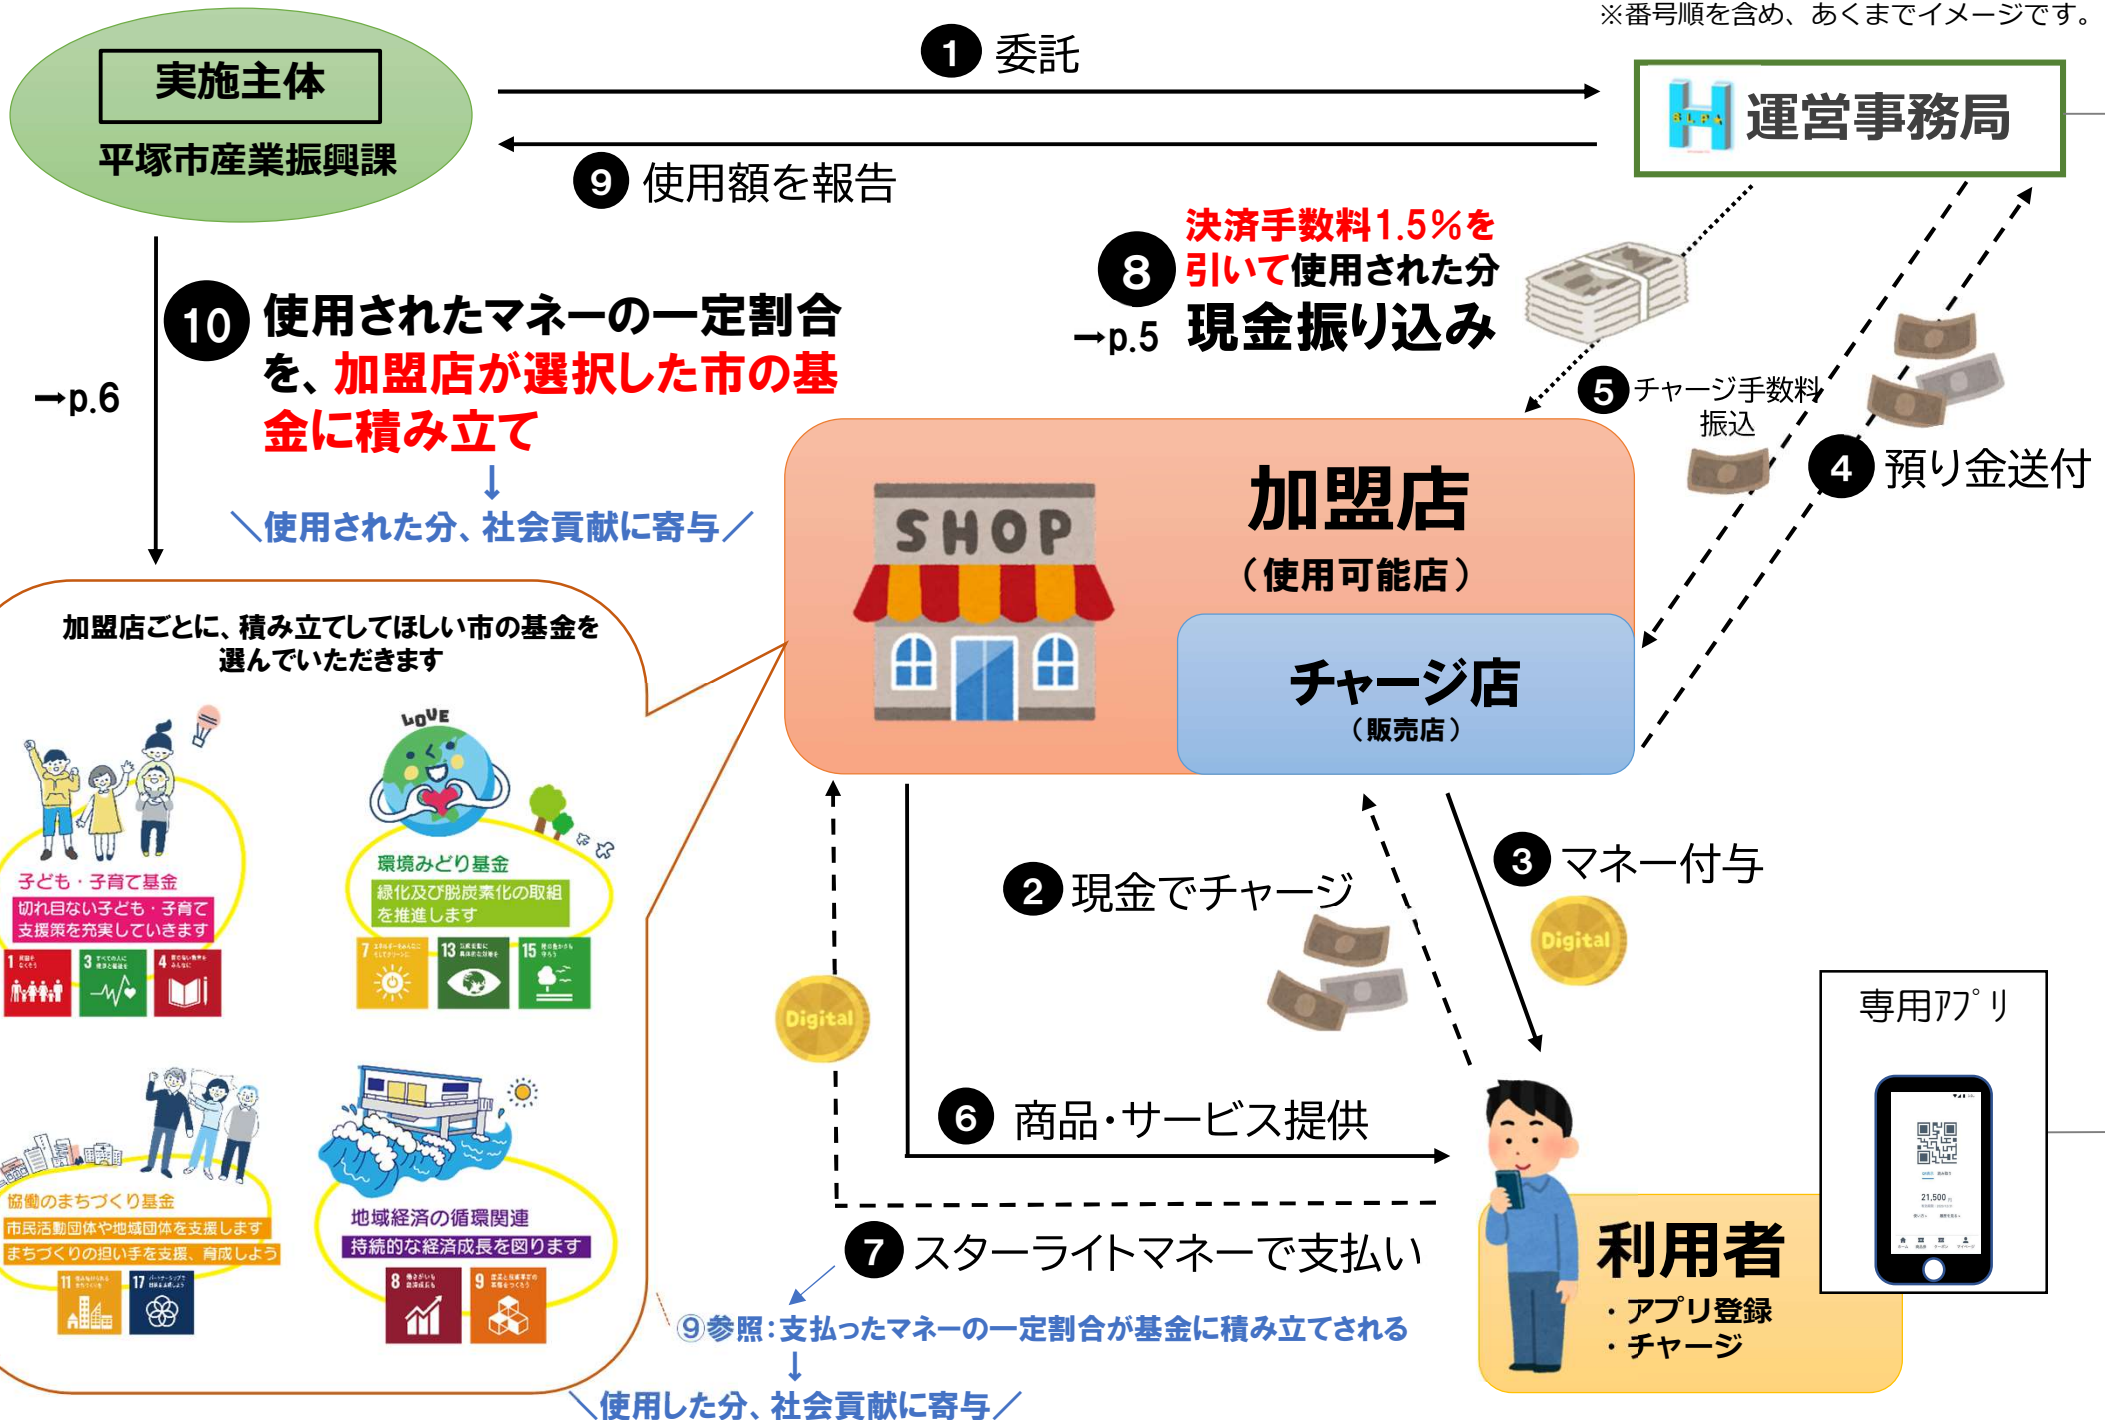 ※番号順を含め、あくまでイメージです。
実施主体
平塚市産業振興課
1 委託
運営事務局
9 使用額を報告
8 決済手数料1.5%を
引いて使用された分
→p.5 現金振り込み
10 使用されたマネーの一定割合
を、加盟店が選択した市の基
金に積み立て
→p.6
↓
＼使用された分、社会貢献に寄与／
5 チャージ手数料
振込
4 預り金送付
SHOP
加盟店
（使用可能店）
チャージ店
（販売店）
加盟店ごとに、積み立てしてほしい市の基金を
選んでいただきます
子ども・子育て基金
切れ目ない子ども・子育て
支援策を充実していきます
1 3 4
LOVE
環境みどり基金
緑化及び脱炭素化の取組
を推進します
7 13 15
協働のまちづくり基金
市民活動団体や地域団体を支援します
まちづくりの担い手を支援、育成しよう
11 17
地域経済の循環関連
持続的な経済成長を図ります
8 9
2 現金でチャージ
3 マネー付与
Digital
Digital
6 商品・サービス提供
7 スターライトマネーで支払い
⑨参照：支払ったマネーの一定割合が基金に積み立てされる
↓
＼使用した分、社会貢献に寄与／
専用ｱﾌﾟﾘ
21,500
利用者
・アプリ登録
・チャージ